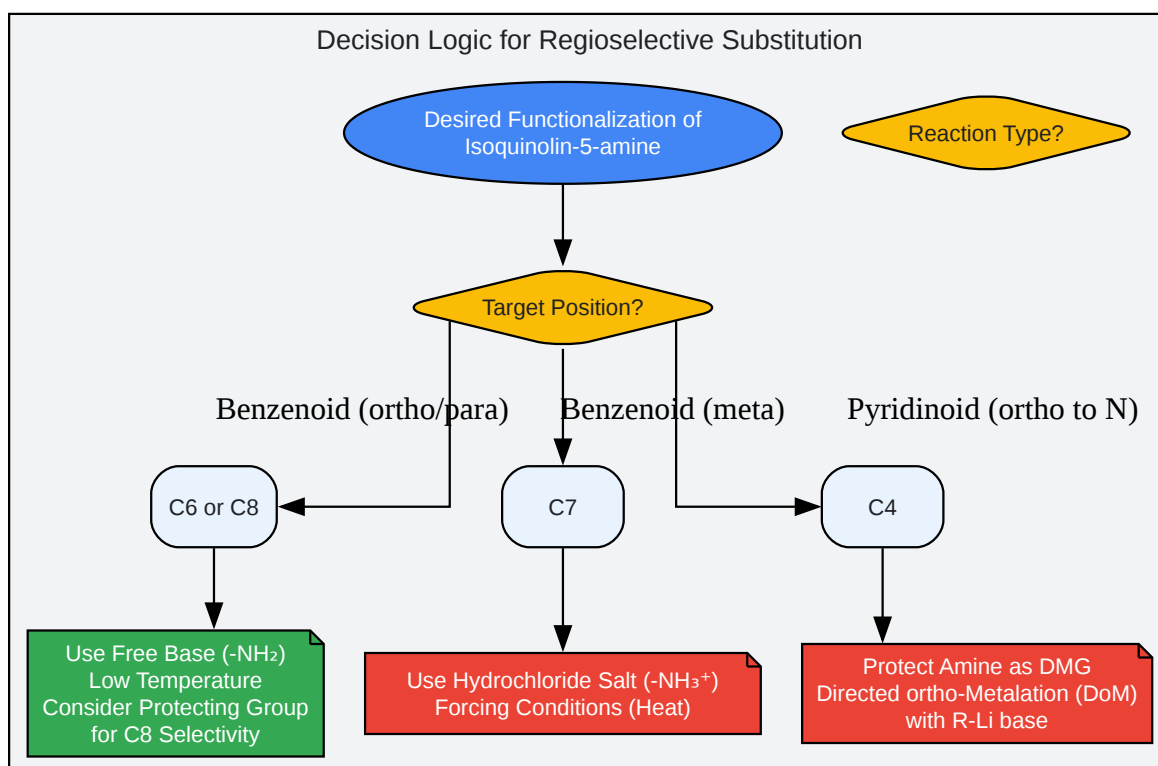 Decision Logic for Regioselective Substitution
Desired Functionalization of
Isoquinolin-5-amine
Reaction Type?
Target Position?
Benzenoid (ortho/para)
Benzenoid (meta)
Pyridinoid (ortho to N)
C6 or C8
C7
C4
Use Free Base (-NH₂)
Low Temperature
Consider Protecting Group
for C8 Selectivity
Use Hydrochloride Salt (-NH₃⁺)
Forcing Conditions (Heat)
Protect Amine as DMG
Directed ortho-Metalation (DoM)
with R-Li base